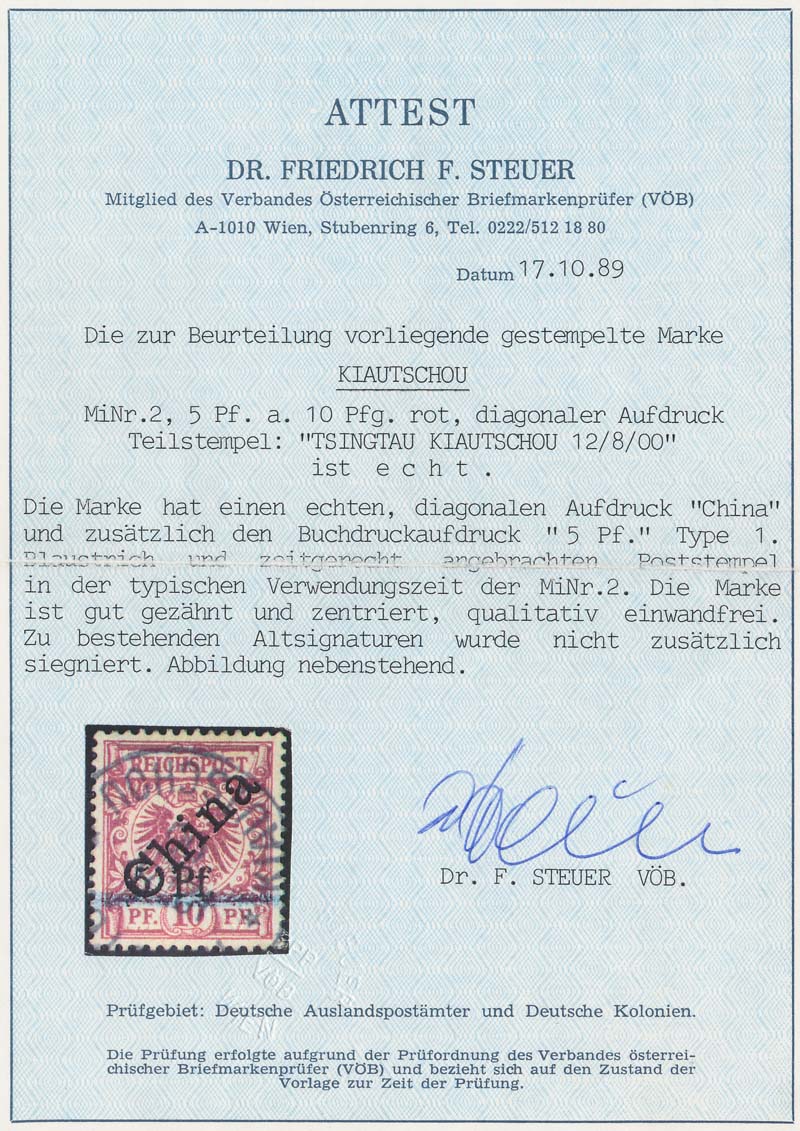 ATTEST
DR. FRIEDRICH F. STEUER
Mitglied des Verbandes Österreichischer Briefmarkenprüfer (VÖB)
A-1010 Wien, Stubenring 6, Tel. 0222/512 18 80
Datum 17.10.89
Die zur Beurteilung vorliegende gestempelte Marke
KIAUTSCHOU
MiNr.2, 5 Pf. a. 10 Pfg. rot, diagonaler Aufdruck
Teilstempel: "TSINGTAU KIAUTSCHOU 12/8/00"
ist e c h t .
Die Marke hat einen echten, diagonalen Aufdruck "China"
und zusätzlich den Buchdruckaufdruck " 5 Pf." Type 1.
Blaustrich und zeitgerecht angebrachten Poststempel
in der typischen Verwendungszeit der MiNr.2. Die Marke
ist gut gezähnt und zentriert, qualitativ einwandfrei.
Zu bestehenden Altsignaturen wurde nicht zusätzlich
siegniert. Abbildung nebenstehend.
REICHSPOST
China
5 Pf.
PF. 10 PF.
Dr. F. STEUER VÖB.
VÖB
WIEN
Prüfgebiet: Deutsche Auslandspostämter und Deutsche Kolonien.
Die Prüfung erfolgte aufgrund der Prüfordnung des Verbandes österrei-
chischer Briefmarkenprüfer (VÖB) und bezieht sich auf den Zustand der
Vorlage zur Zeit der Prüfung.